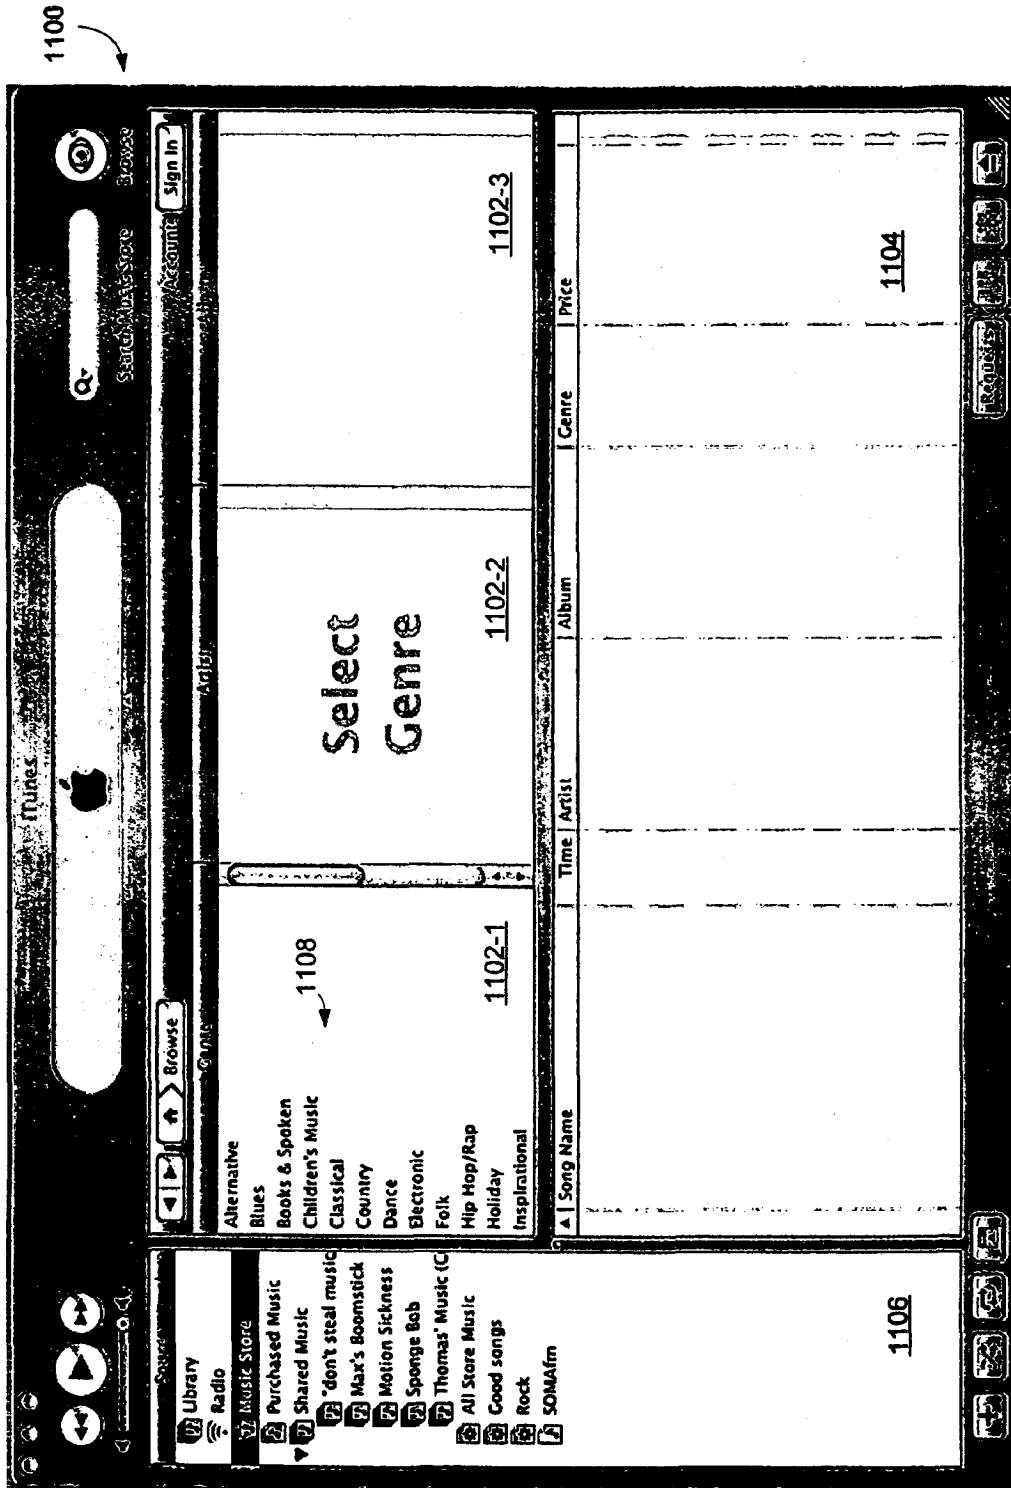 1100
iTunes
Search Music Store
Browse
Source
Library
Radio
Music Store
Purchased Music
Shared Music
"don't steal music
Max's Boomstick
Motion Sickness
Sponge Bob
Thomas' Music (C
All Store Music
Good songs
Rock
SOMAfm
1106
Browse
Account:
Sign In
Genre
Artist
Album
Alternative
Blues
Books & Spoken
Children's Music
Classical
Country
Dance
Electronic
Folk
Hip Hop/Rap
Holiday
Inspirational
1108
1102-1
Select
Genre
1102-2
1102-3
Song Name
Time
Artist
Album
Genre
Price
1104
Requests